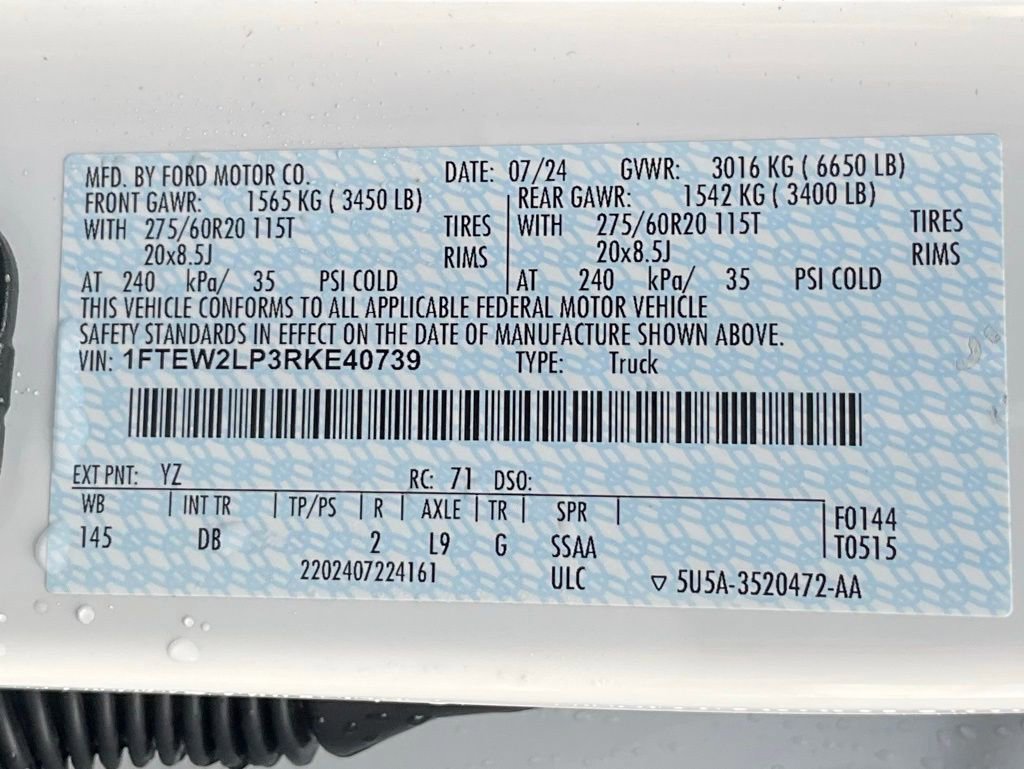 MFD. BY FORD MOTOR CO. DATE: 07/24 GVWR: 3016 KG ( 6650 LB)
FRONT GAWR: 1565 KG ( 3450 LB) REAR GAWR: 1542 KG ( 3400 LB)
WITH 275/60R20 115T TIRES WITH 275/60R20 115T TIRES
20x8.5J RIMS 20x8.5J RIMS
AT 240 kPa/ 35 PSI COLD AT 240 kPa/ 35 PSI COLD
THIS VEHICLE CONFORMS TO ALL APPLICABLE FEDERAL MOTOR VEHICLE
SAFETY STANDARDS IN EFFECT ON THE DATE OF MANUFACTURE SHOWN ABOVE.
VIN: 1FTEW2LP3RKE40739 TYPE: Truck
EXT PNT: YZ RC: 71 DSO:
WB INT TR TP/PS R AXLE TR SPR F0144
145 DB 2 L9 G SSAA T0515
2202407224161 ULC ▽ 5U5A-3520472-AA